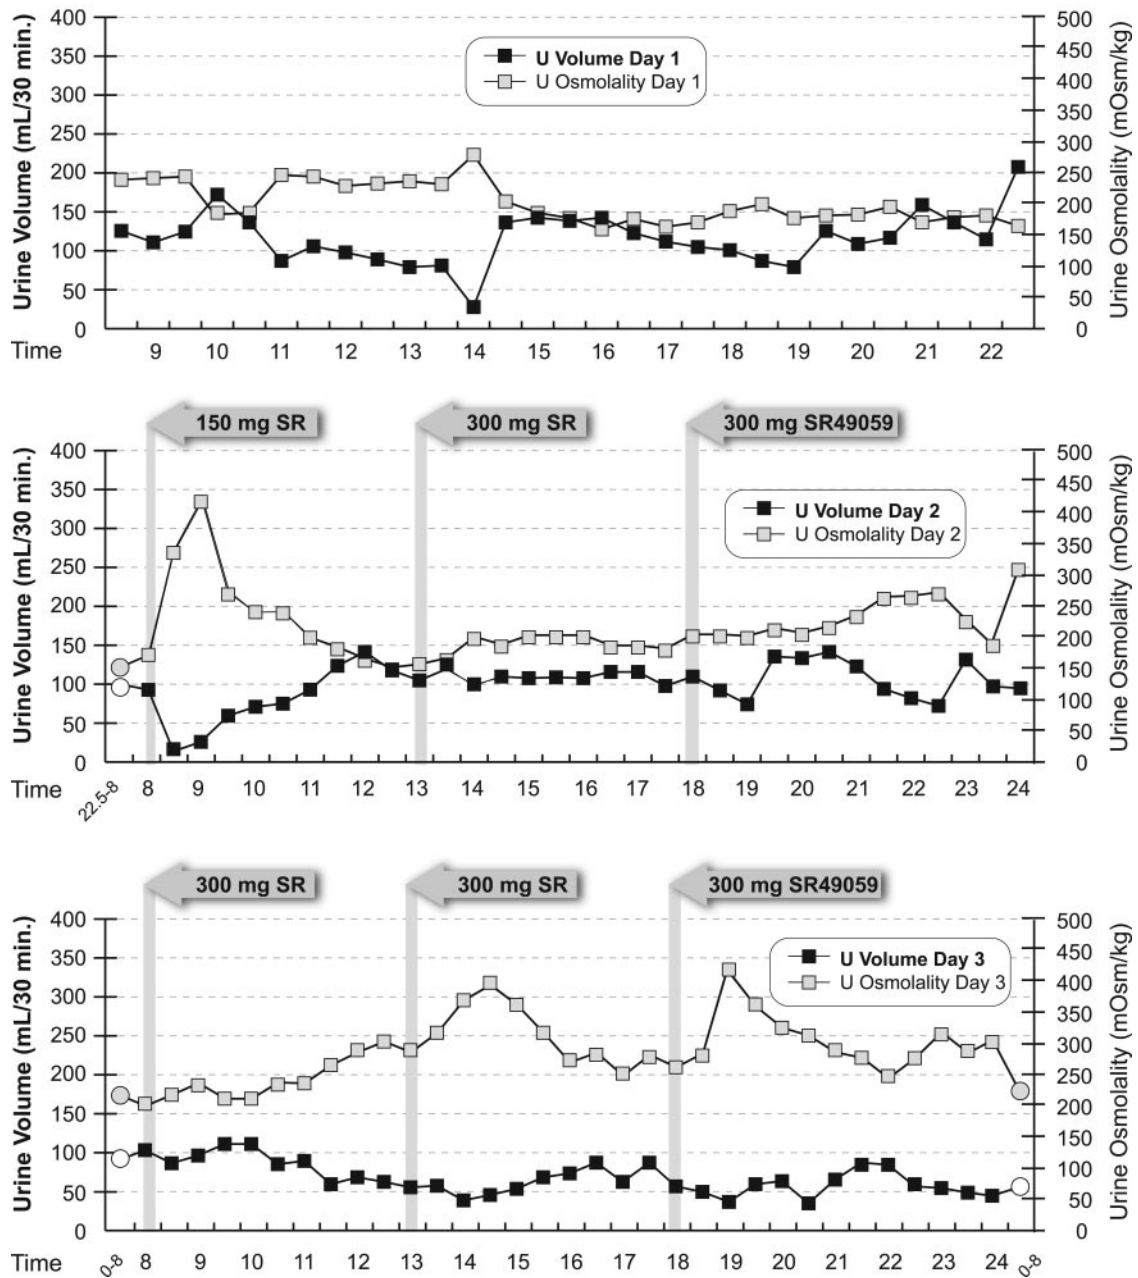 400
350
300
250
200
150
100
50
0
Urine Volume (mL/30 min.)
U Volume Day 1
U Osmolality Day 1
500
450
400
350
300
250
200
150
100
50
0
Urine Osmolality (mOsm/kg)
Time 9 10 11 12 13 14 15 16 17 18 19 20 21 22
150 mg SR
300 mg SR
300 mg SR49059
400
350
300
250
200
150
100
50
0
Urine Volume (mL/30 min.)
U Volume Day 2
U Osmolality Day 2
500
450
400
350
300
250
200
150
100
50
0
Urine Osmolality (mOsm/kg)
Time 22.5-8 8 9 10 11 12 13 14 15 16 17 18 19 20 21 22 23 24
300 mg SR
300 mg SR
300 mg SR49059
400
350
300
250
200
150
100
50
0
Urine Volume (mL/30 min.)
U Volume Day 3
U Osmolality Day 3
500
450
400
350
300
250
200
150
100
50
0
Urine Osmolality (mOsm/kg)
Time 0-8 8 9 10 11 12 13 14 15 16 17 18 19 20 21 22 23 24 0-8